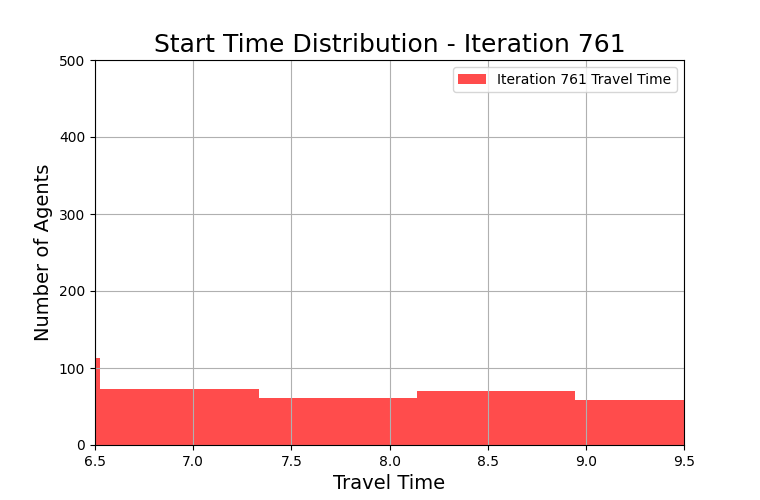 Start Time Distribution - Iteration 761
500
400
300
200
100
0
Number of Agents
Iteration 761 Travel Time
6.5 7.0 7.5 8.0 8.5 9.0 9.5
Travel Time